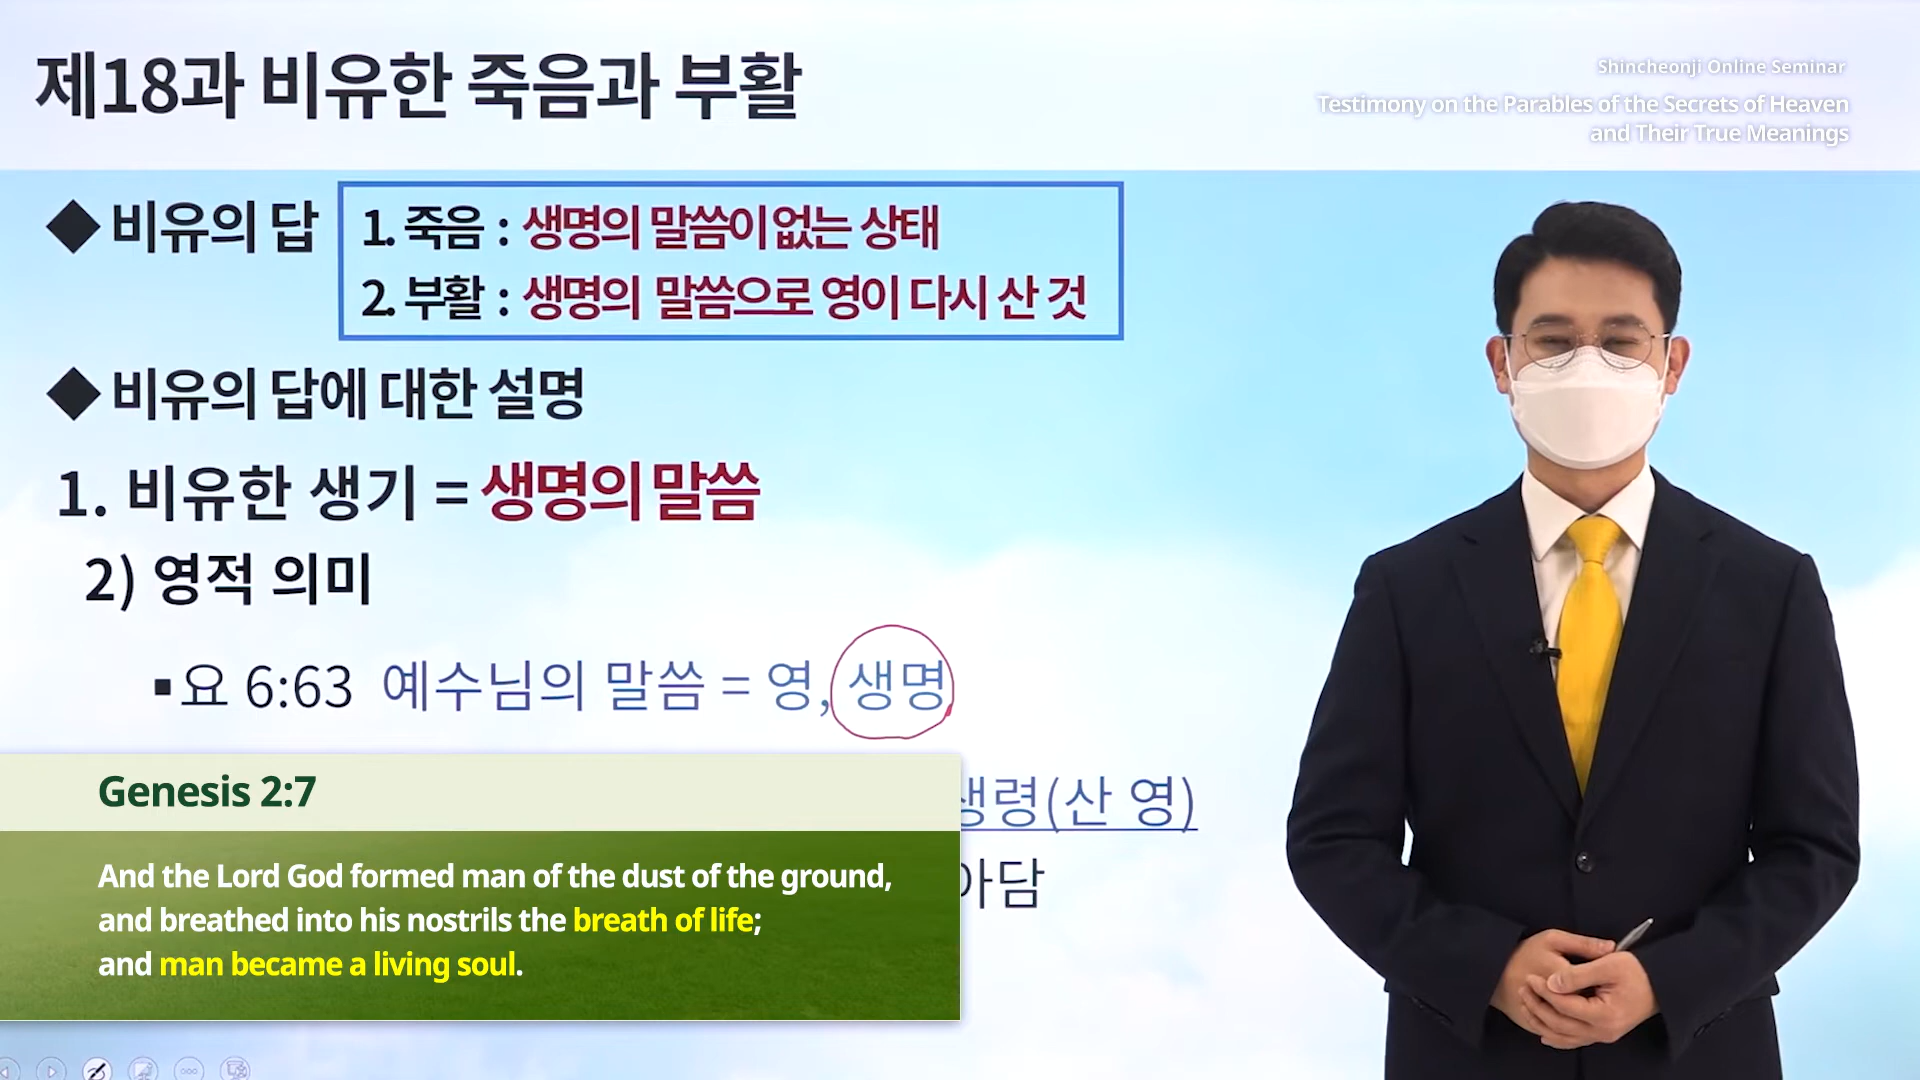 제18과 비유한 죽음과 부활
Shincheonji Online Seminar
Testimony on the Parables of the Secrets of Heaven
and Their True Meanings
◆ 비유의 답
1. 죽음 : 생명의 말씀이 없는 상태
2. 부활 : 생명의 말씀으로 영이 다시 산 것
◆ 비유의 답에 대한 설명
1. 비유한 생기 = 생명의 말씀
2) 영적 의미
▪요 6:63 예수님의 말씀 = 영, 생명
생령(산 영)
아담
Genesis 2:7
And the Lord God formed man of the dust of the ground,
and breathed into his nostrils the breath of life;
and man became a living soul.